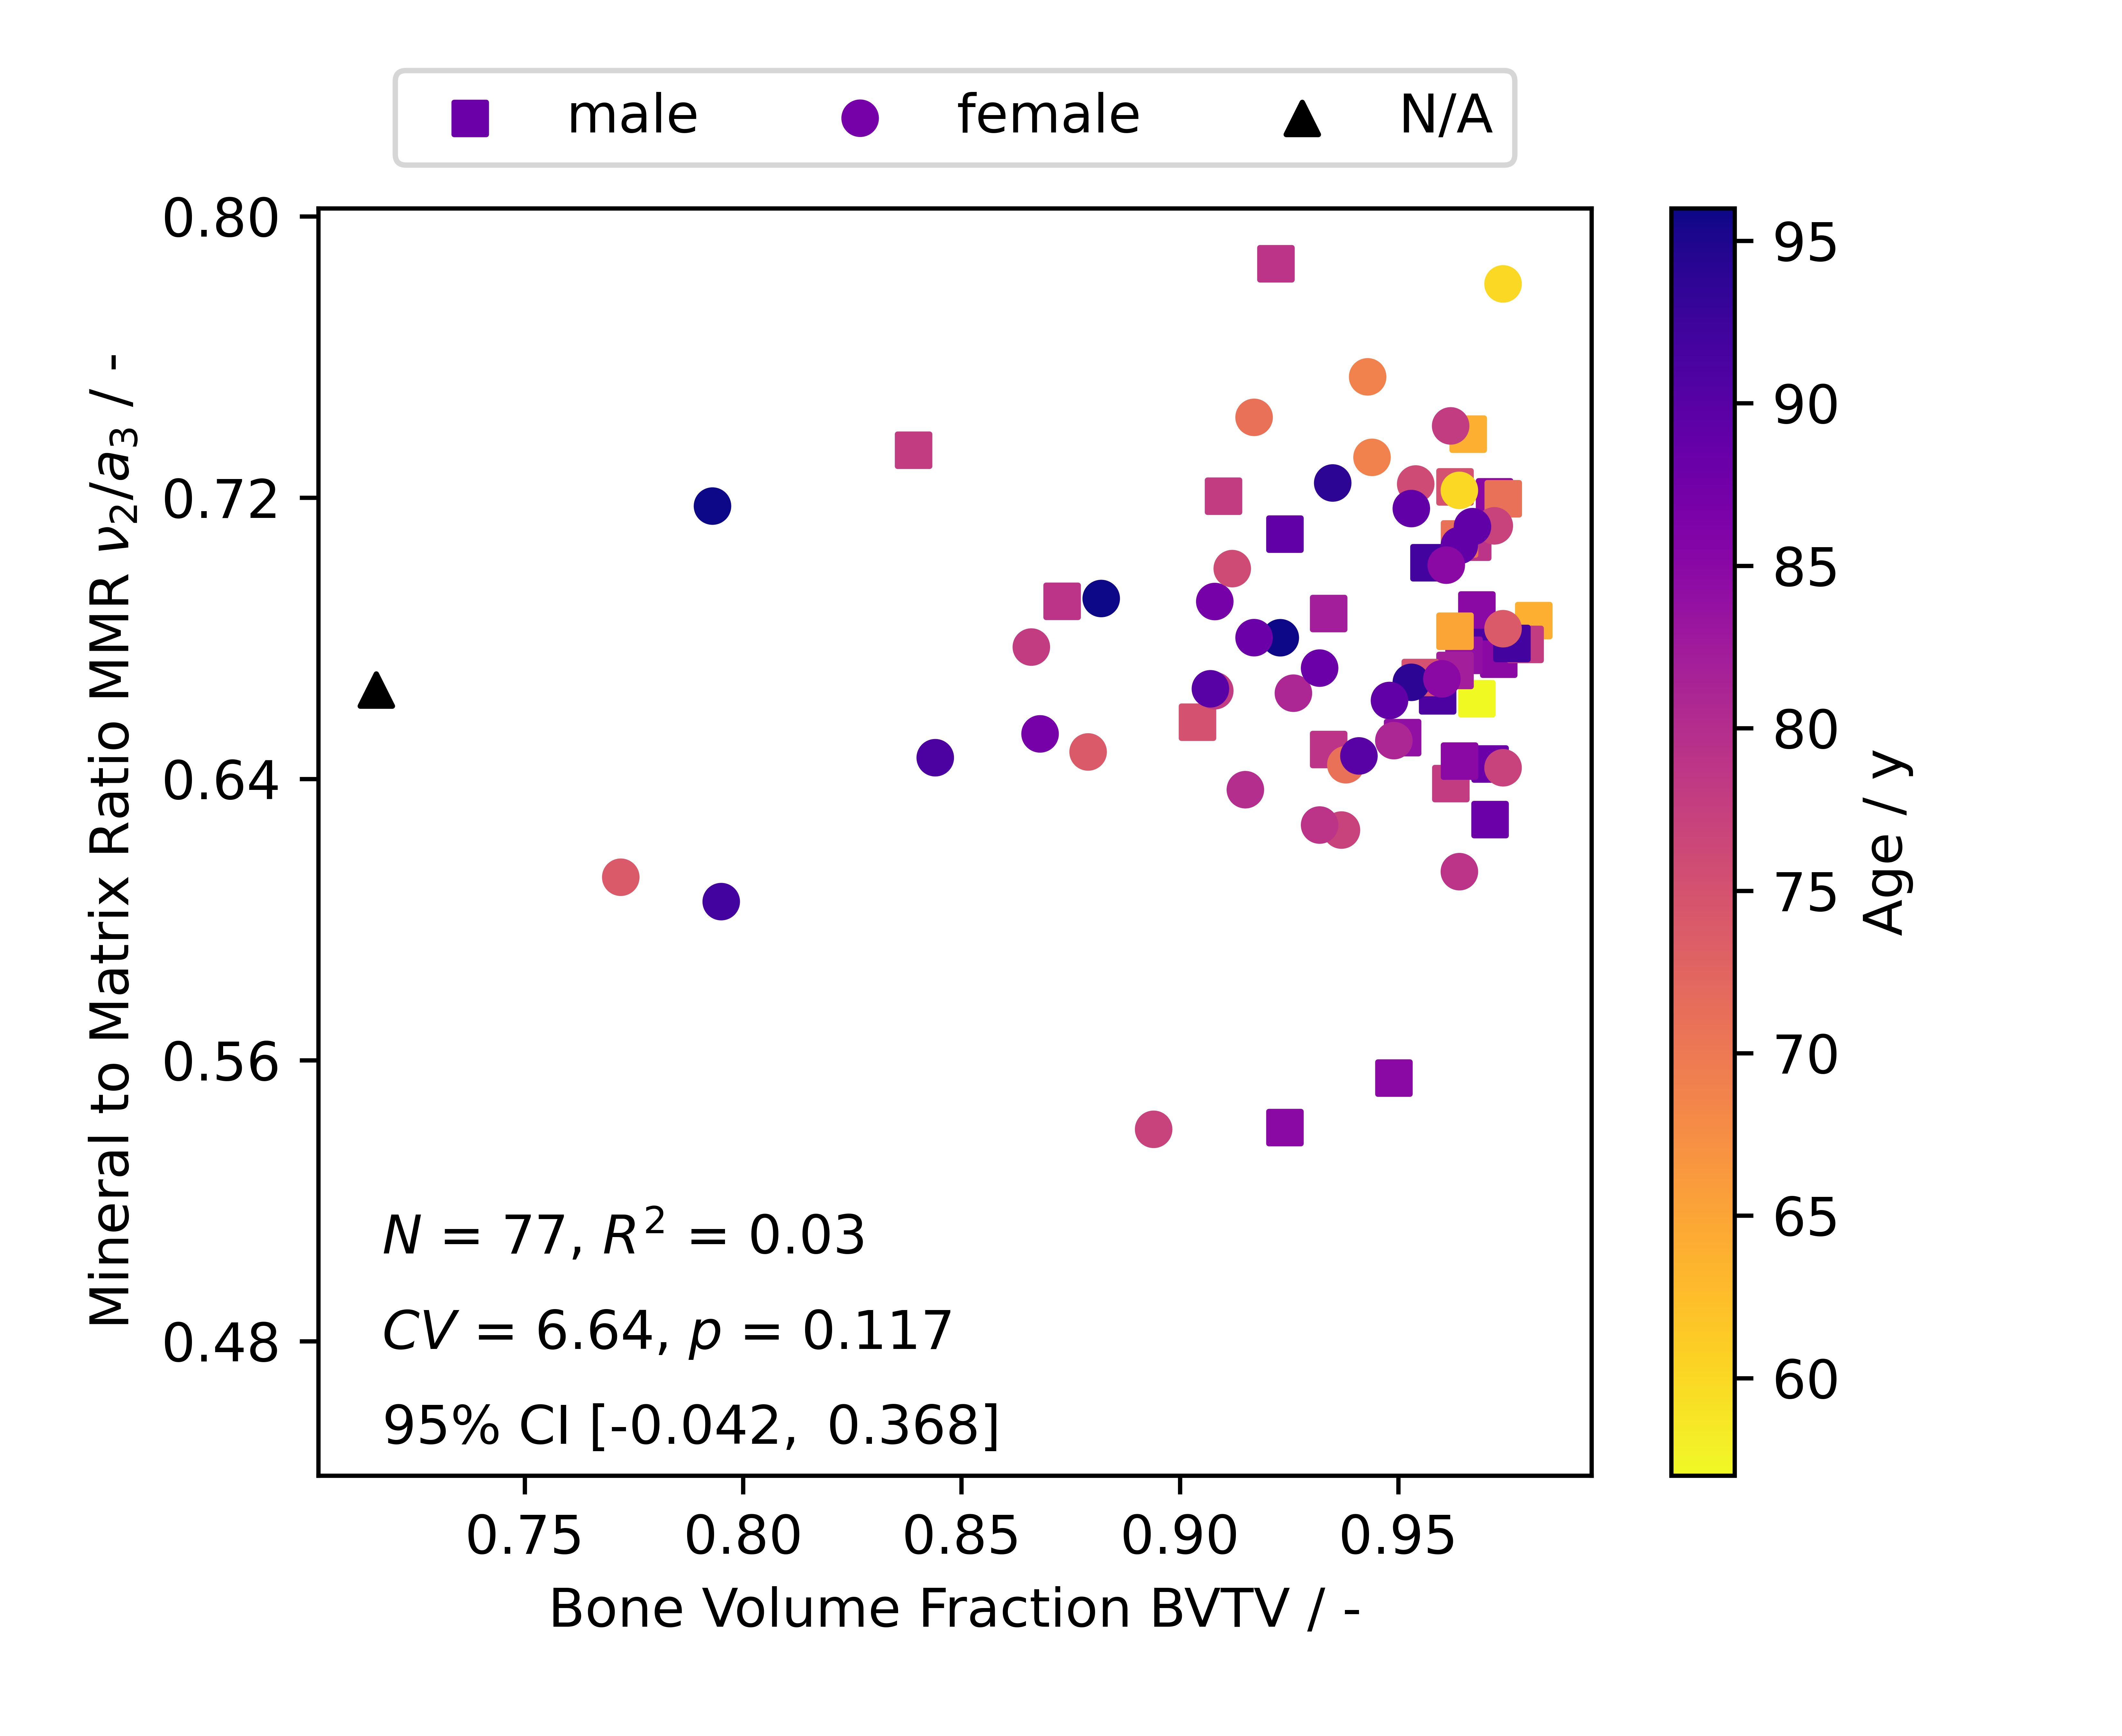 male female N/A
Mineral to Matrix Ratio MMR ν₂/a₃ / -
0.80
0.72
0.64
0.56
0.48
N = 77, R² = 0.03
CV = 6.64, p = 0.117
95% CI [-0.042, 0.368]
0.75 0.80 0.85 0.90 0.95
Bone Volume Fraction BVTV / -
95
90
85
80
75
70
65
60
Age / y